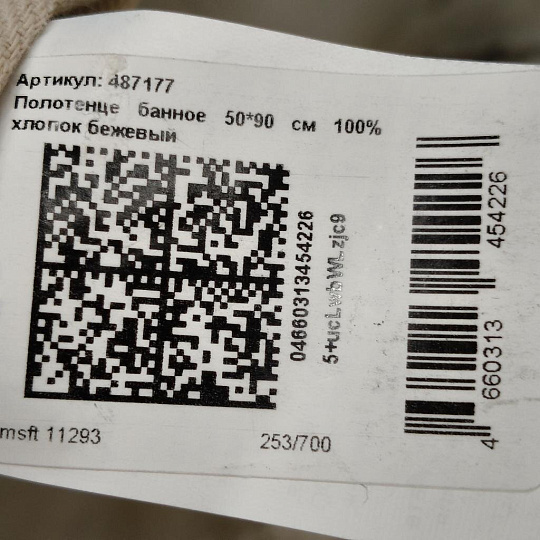 Артикул: 487177
Полотенце банное 50*90 см 100%
хлопок бежевый
04660313454226
msft 11293
253/700
4 660313 454226